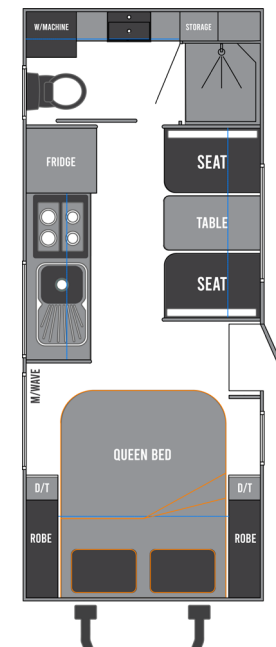 W/MACHINE
STORAGE
FRIDGE
SEAT
TABLE
SEAT
M/WAVE
QUEEN BED
D/T
D/T
ROBE
ROBE